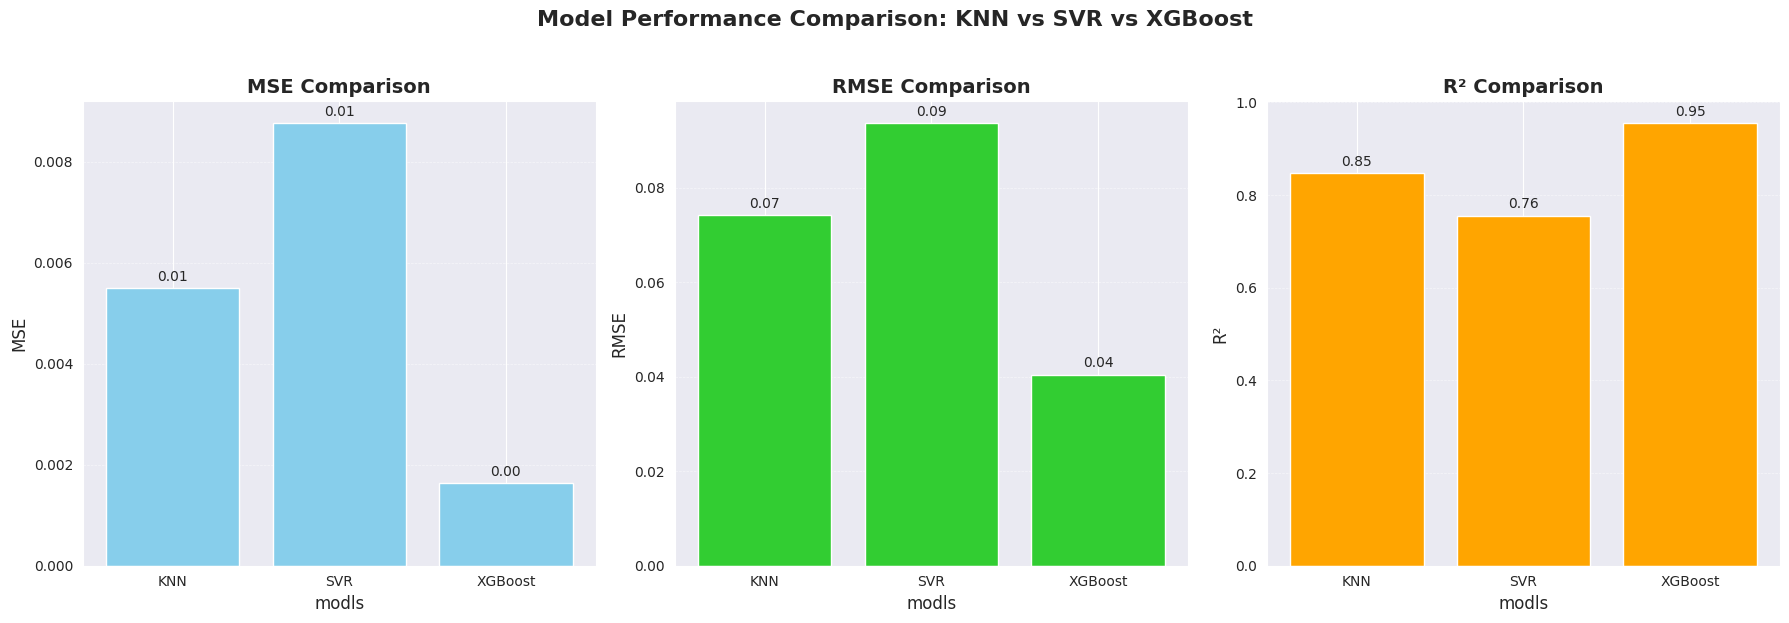 Model Performance Comparison: KNN vs SVR vs XGBoost
MSE Comparison
0.01
0.01
0.00
0.008
0.006
0.004
0.002
0.000
MSE
KNN SVR XGBoost
modls
RMSE Comparison
0.07
0.09
0.04
0.08
0.06
0.04
0.02
0.00
RMSE
KNN SVR XGBoost
modls
R² Comparison
0.85
0.76
0.95
1.0
0.8
0.6
0.4
0.2
0.0
R²
KNN SVR XGBoost
modls